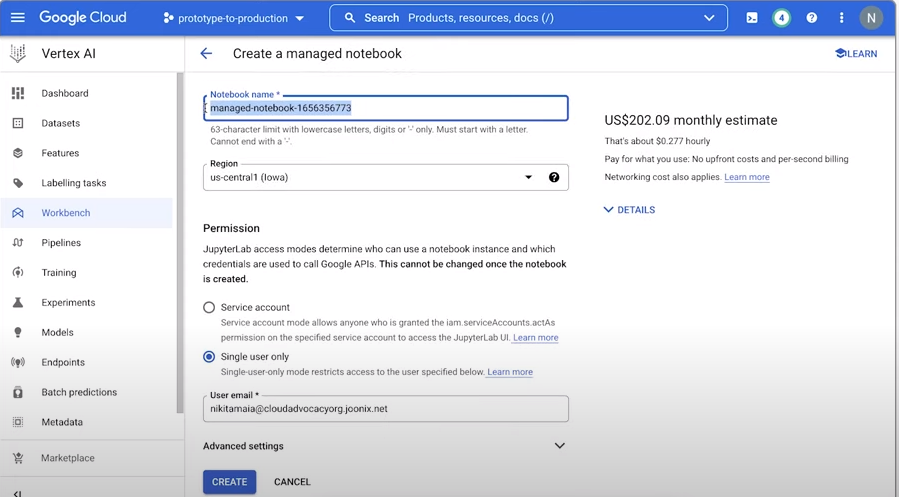 Google Cloud
prototype-to-production
Search Products, resources, docs (/)
4
N
Vertex AI
Create a managed notebook
LEARN
Dashboard
Datasets
Features
Labelling tasks
Workbench
Pipelines
Training
Experiments
Models
Endpoints
Batch predictions
Metadata
Marketplace
Notebook name *
managed-notebook-1656356773
63-character limit with lowercase letters, digits or '-' only. Must start with a letter.
Cannot end with a '-'.
Region
us-central1 (Iowa)
Permission
JupyterLab access modes determine who can use a notebook instance and which
credentials are used to call Google APIs. This cannot be changed once the notebook
is created.
Service account
Service account mode allows anyone who is granted the iam.serviceAccounts.actAs
permission on the specified service account to access the JupyterLab UI. Learn more
Single user only
Single-user-only mode restricts access to the user specified below. Learn more
User email *
nikitamaia@cloudadvocacyorg.joonix.net
Advanced settings
CREATE
CANCEL
US$202.09 monthly estimate
That's about $0.277 hourly
Pay for what you use: No upfront costs and per-second billing
Networking cost also applies. Learn more
DETAILS